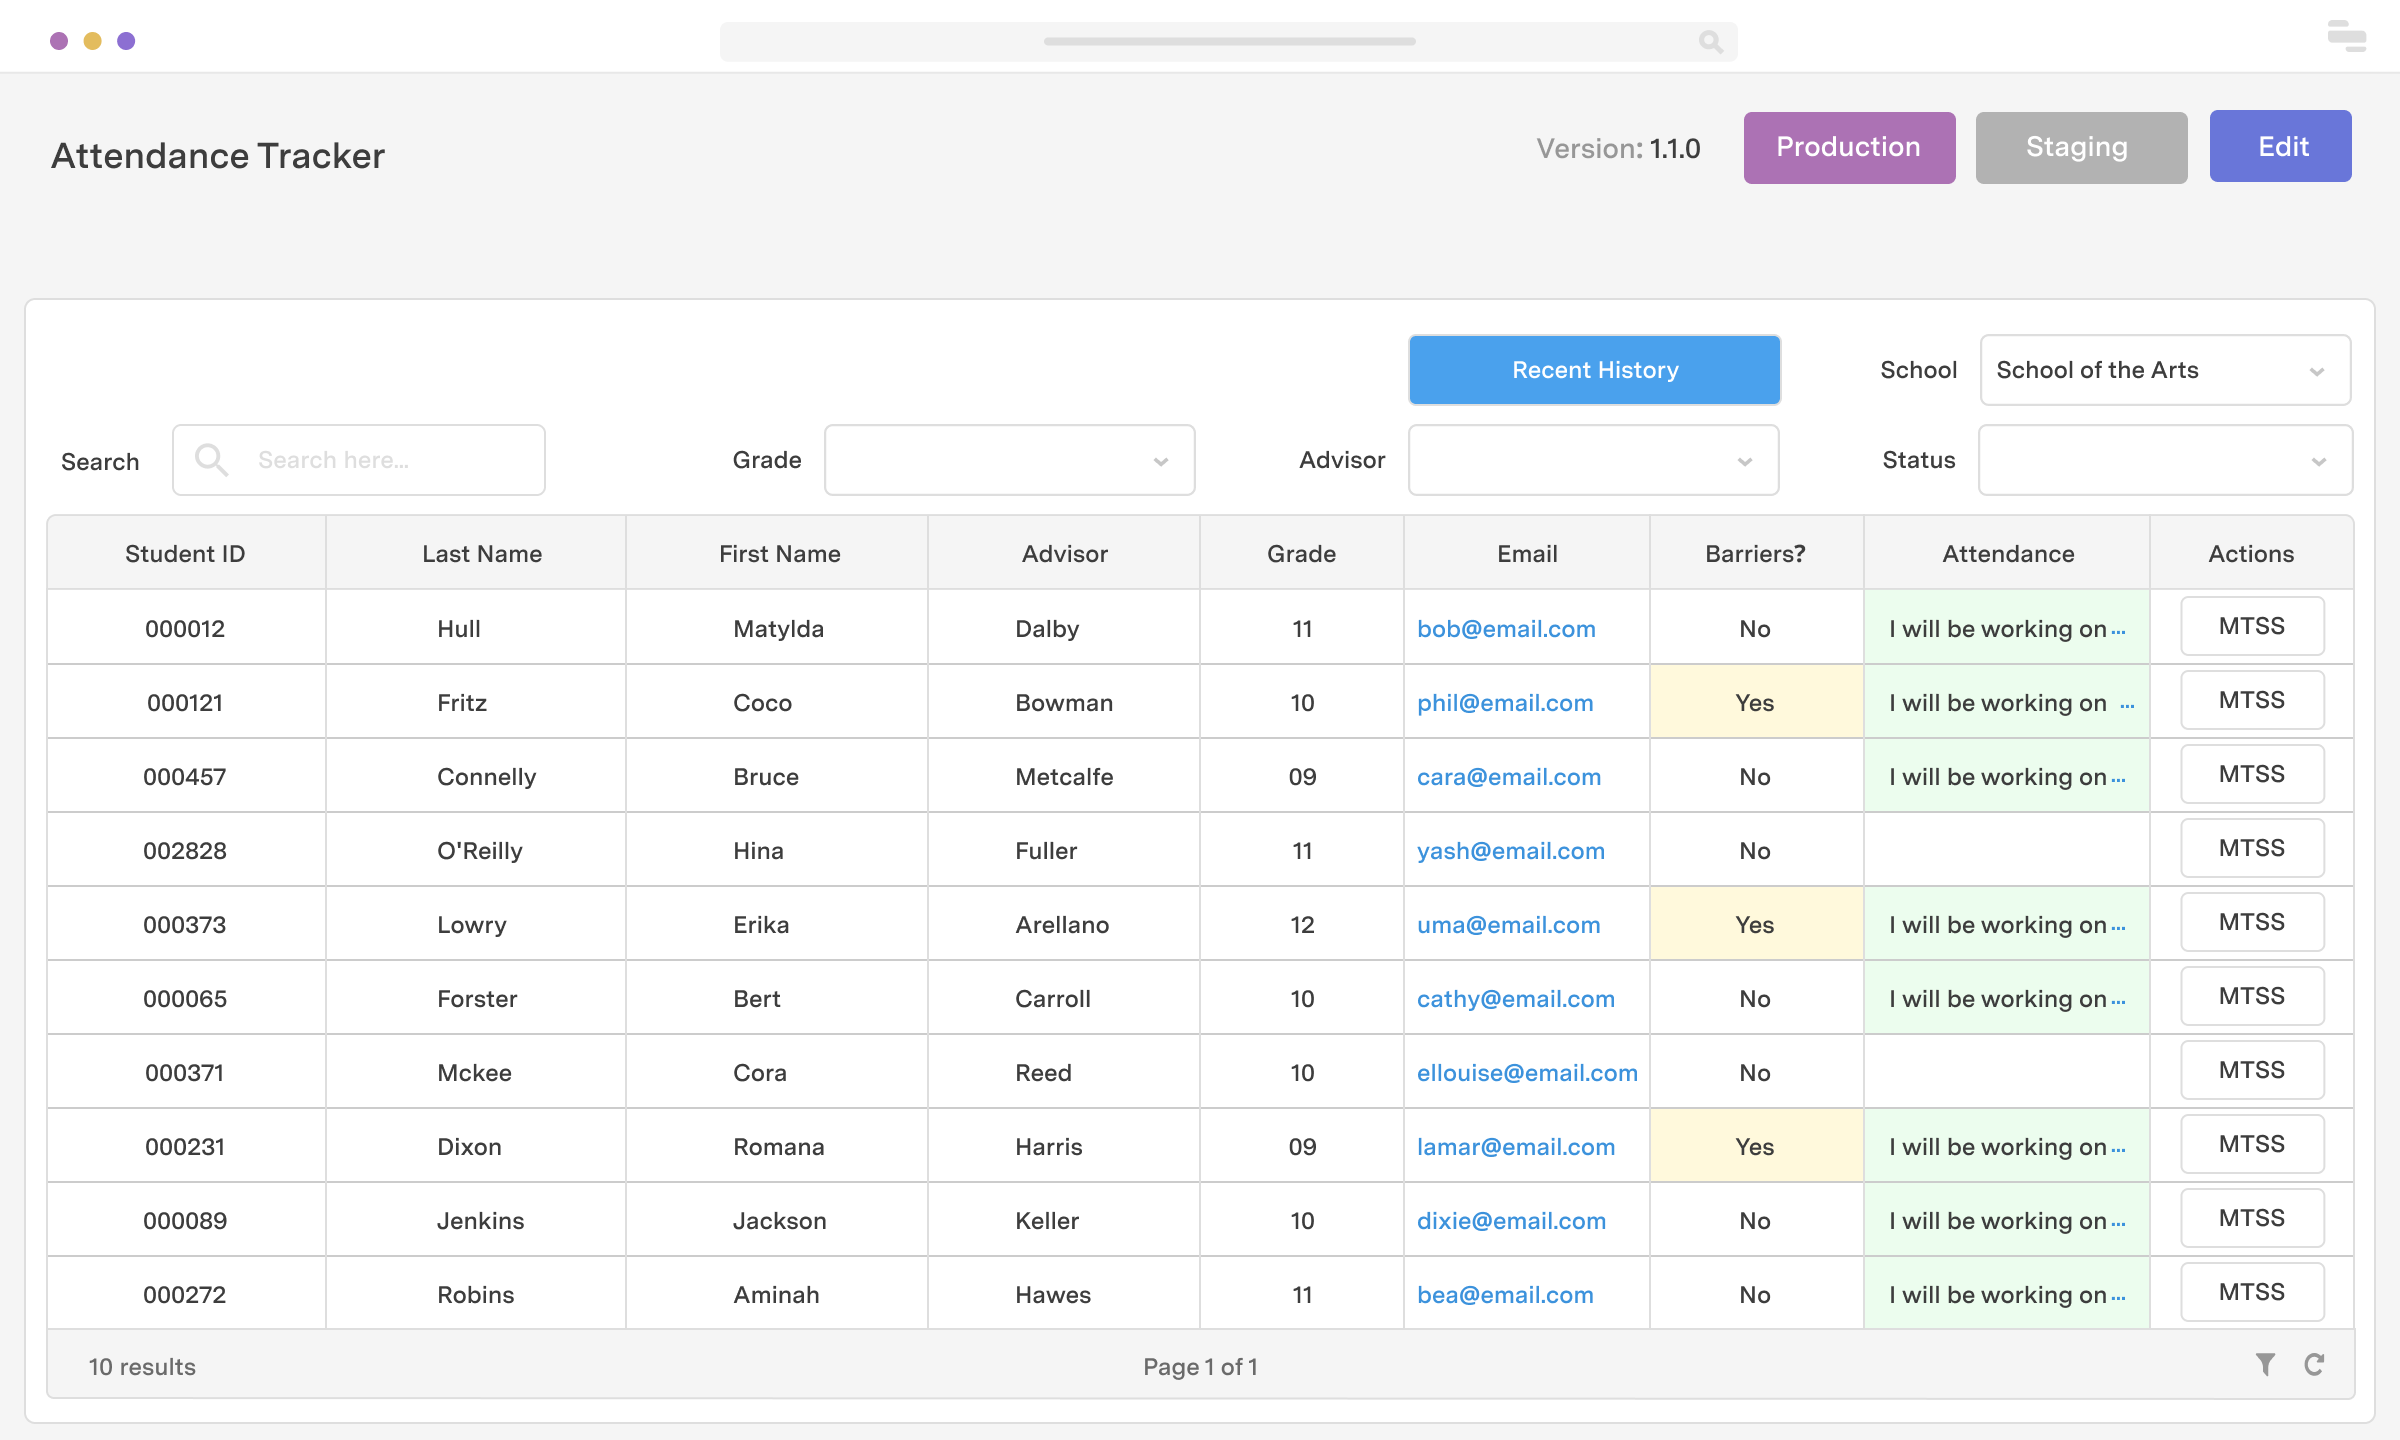 Attendance Tracker
Version: 1.1.0
Production
Staging
Edit
Recent History
School
School of the Arts
Search
Search here...
Grade
Advisor
Status
Student ID Last Name First Name Advisor Grade Email Barriers? Attendance Actions
000012 Hull Matylda Dalby 11 bob@email.com No I will be working on... MTSS
000121 Fritz Coco Bowman 10 phil@email.com Yes I will be working on ... MTSS
000457 Connelly Bruce Metcalfe 09 cara@email.com No I will be working on... MTSS
002828 O'Reilly Hina Fuller 11 yash@email.com No MTSS
000373 Lowry Erika Arellano 12 uma@email.com Yes I will be working on... MTSS
000065 Forster Bert Carroll 10 cathy@email.com No I will be working on... MTSS
000371 Mckee Cora Reed 10 ellouise@email.com No MTSS
000231 Dixon Romana Harris 09 lamar@email.com Yes I will be working on... MTSS
000089 Jenkins Jackson Keller 10 dixie@email.com No I will be working on... MTSS
000272 Robins Aminah Hawes 11 bea@email.com No I will be working on... MTSS
10 results
Page 1 of 1